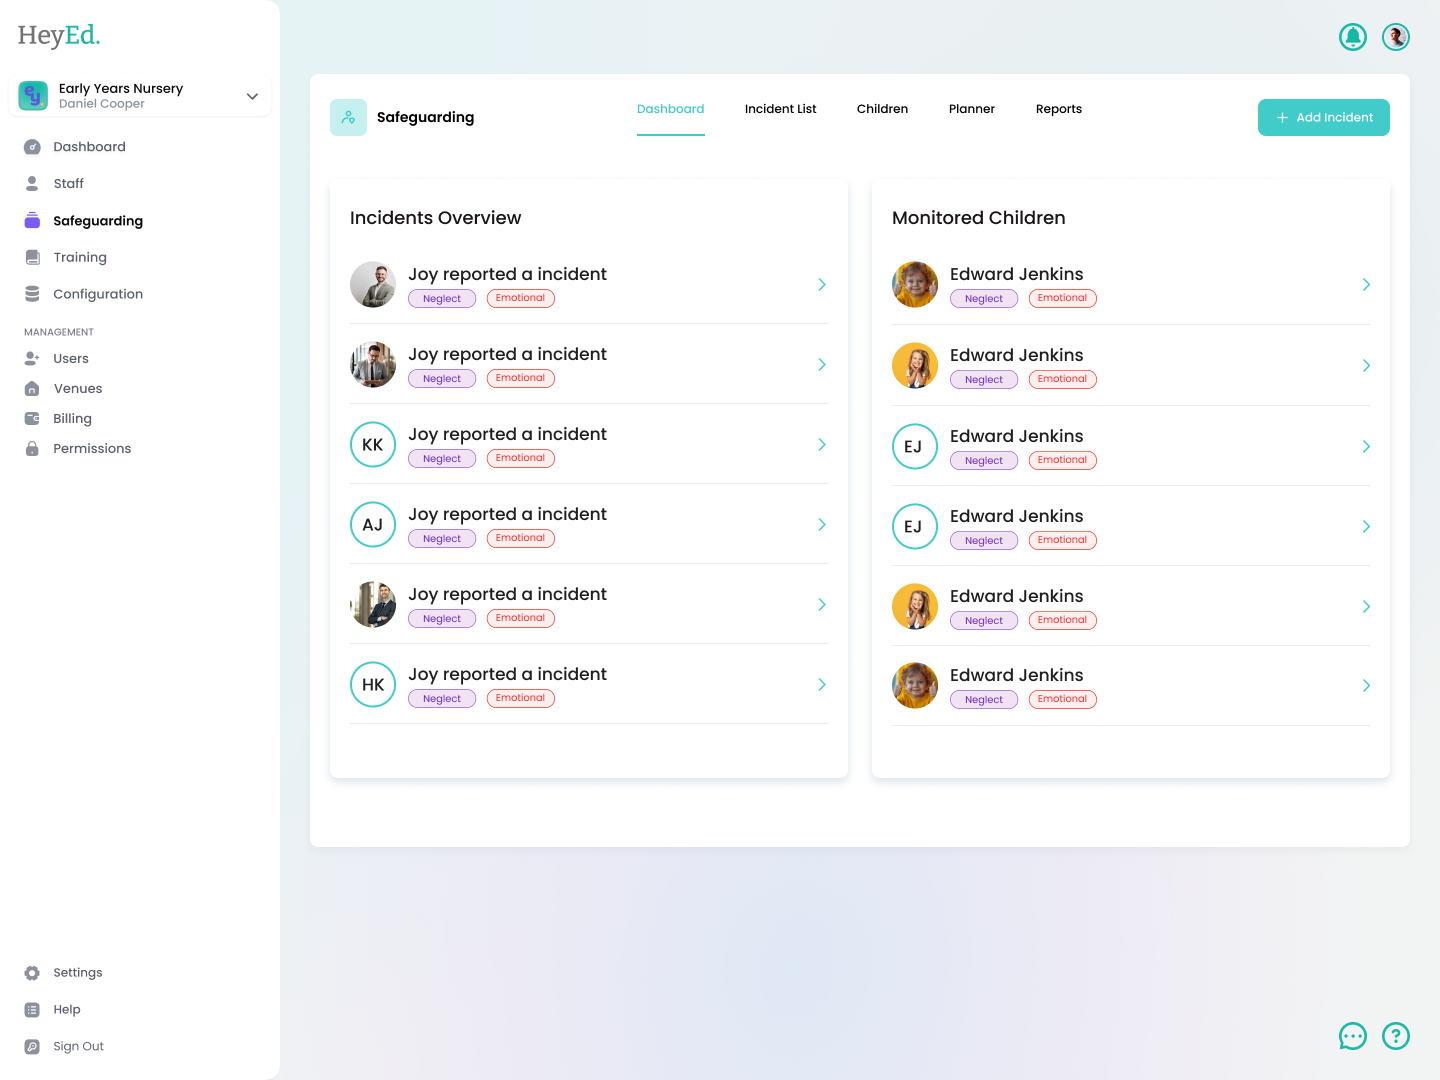 HeyEd.
ey
Early Years Nursery
Daniel Cooper
Dashboard
Staff
Safeguarding
Training
Configuration
MANAGEMENT
Users
Venues
Billing
Permissions
Settings
Help
Sign Out
Safeguarding
Dashboard
Incident List
Children
Planner
Reports
+ Add Incident
Incidents Overview
Joy reported a incident
Neglect
Emotional
Joy reported a incident
Neglect
Emotional
KK
Joy reported a incident
Neglect
Emotional
AJ
Joy reported a incident
Neglect
Emotional
Joy reported a incident
Neglect
Emotional
HK
Joy reported a incident
Neglect
Emotional
Monitored Children
Edward Jenkins
Neglect
Emotional
Edward Jenkins
Neglect
Emotional
EJ
Edward Jenkins
Neglect
Emotional
EJ
Edward Jenkins
Neglect
Emotional
Edward Jenkins
Neglect
Emotional
Edward Jenkins
Neglect
Emotional
?